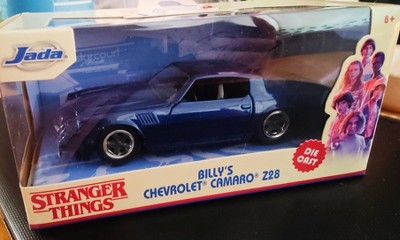 Jada
8+
BILLY'S
CHEVROLET® CAMARO® Z28
DIE
CAST
STRANGER
THINGS